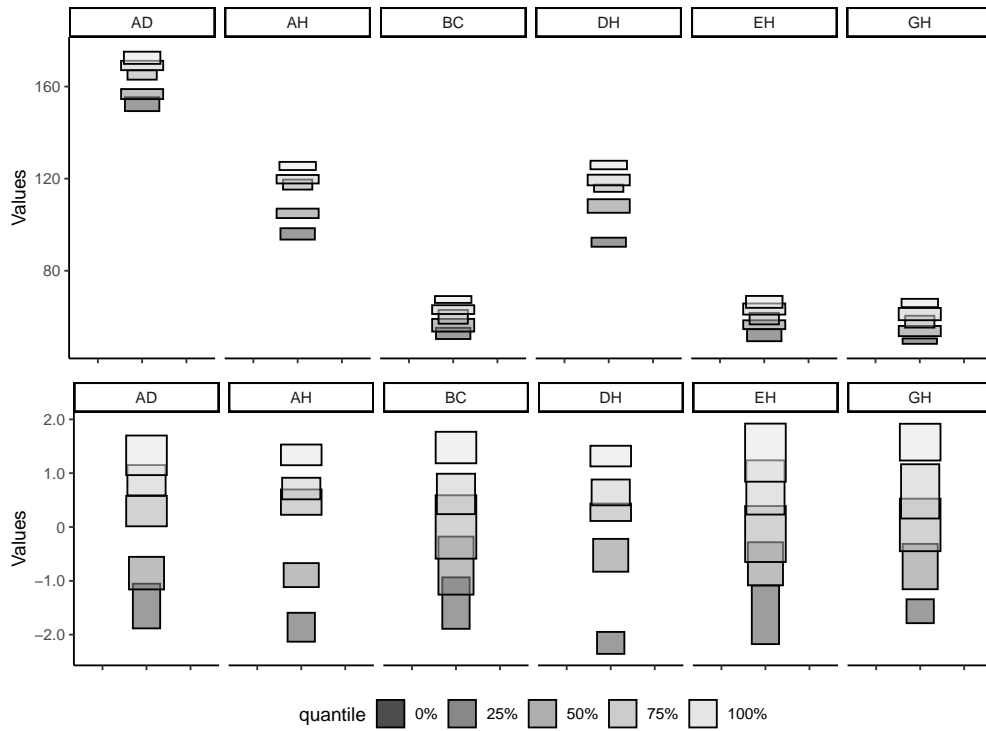 AD AH BC DH EH GH
Values
160
120
80
AD AH BC DH EH GH
Values
2.0
1.0
0
−1.0
−2.0
quantile 0% 25% 50% 75% 100%